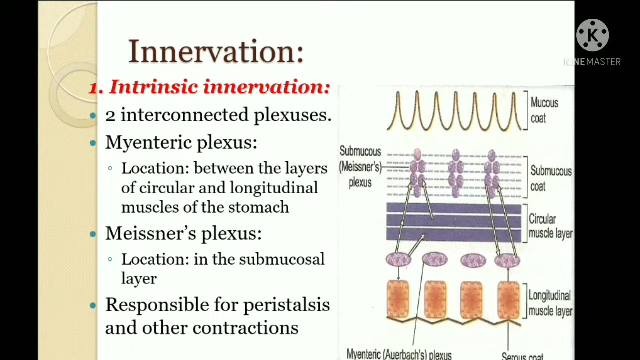 Innervation:
1. Intrinsic innervation:
• 2 interconnected plexuses.
• Myenteric plexus:
◦ Location: between the layers
of circular and longitudinal
muscles of the stomach
• Meissner's plexus:
◦ Location: in the submucosal
layer
• Responsible for peristalsis
and other contractions
Mucous
coat
Submucous
(Meissner's)
plexus
Submucous
coat
Circular
muscle layer
Longitudinal
muscle layer
Myenteric (Auerbach's) plexus
Serous coat
K
KINEMASTER